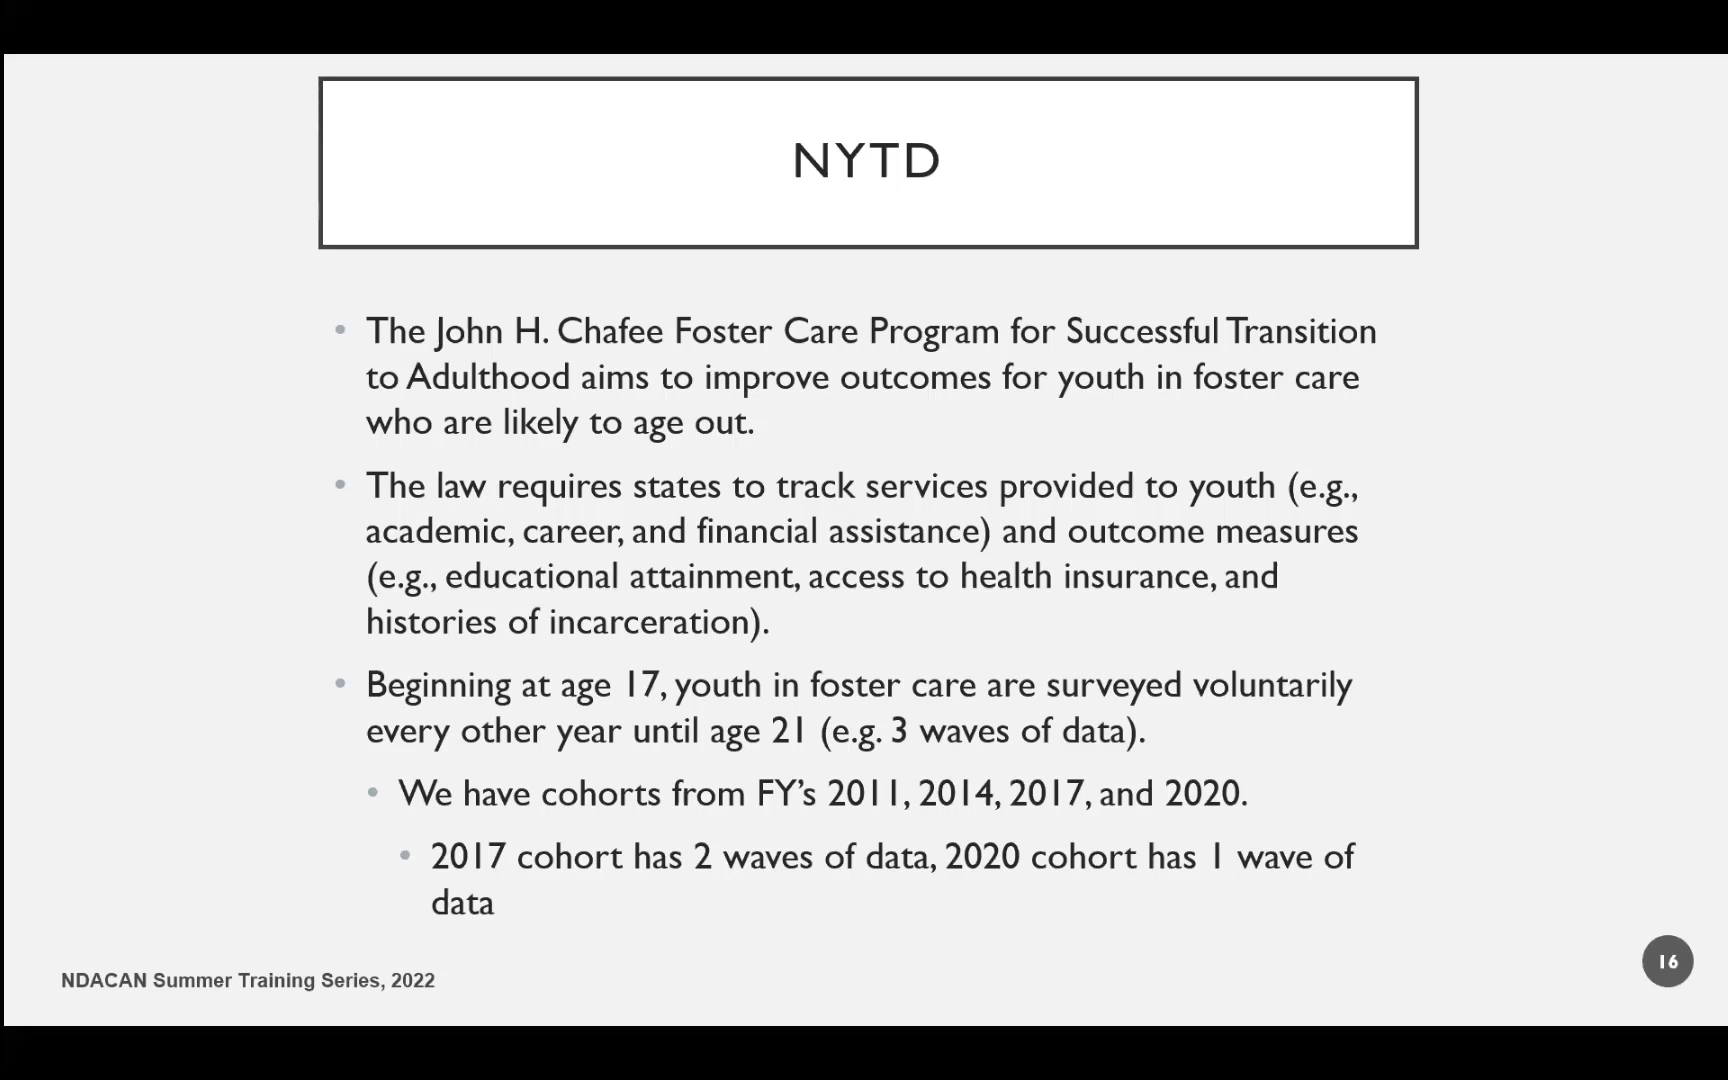 NYTD
• The John H. Chafee Foster Care Program for Successful Transition
to Adulthood aims to improve outcomes for youth in foster care
who are likely to age out.
• The law requires states to track services provided to youth (e.g.,
academic, career, and financial assistance) and outcome measures
(e.g., educational attainment, access to health insurance, and
histories of incarceration).
• Beginning at age 17, youth in foster care are surveyed voluntarily
every other year until age 21 (e.g. 3 waves of data).
• We have cohorts from FY’s 2011, 2014, 2017, and 2020.
• 2017 cohort has 2 waves of data, 2020 cohort has 1 wave of
data
NDACAN Summer Training Series, 2022
16